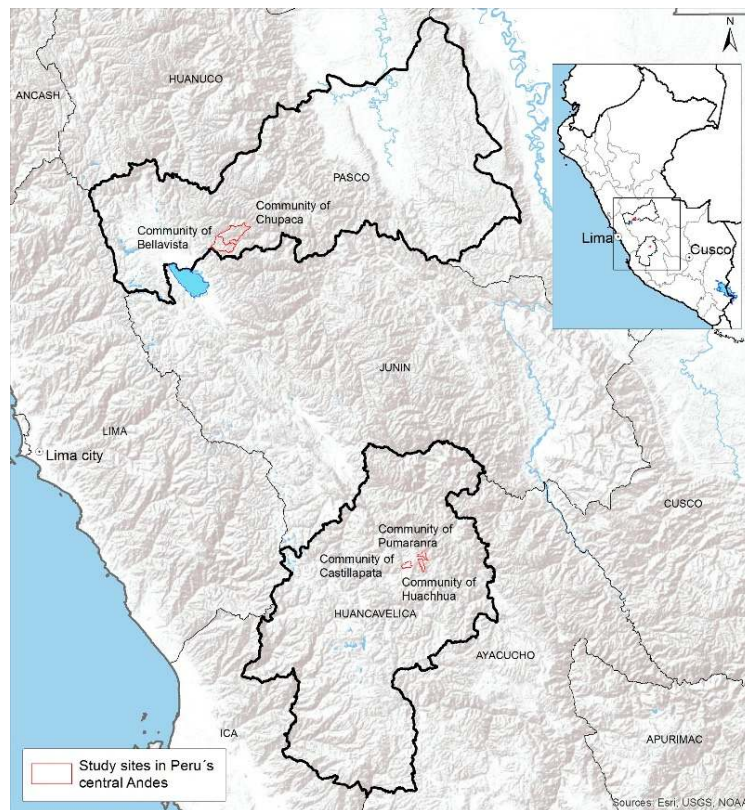 N
HUANUCO
ANCASH
PASCO
Community of
Chupaca
Community of
Bellavista
Lima
Cusco
JUNIN
LIMA
Lima city
CUSCO
Community of
Pumaranra
Community of
Castillapata
Community of
Huachhua
HUANCAVELICA
AYACUCHO
ICA
APURIMAC
Study sites in Peru´s
central Andes
Sources: Esri, USGS, NOAA